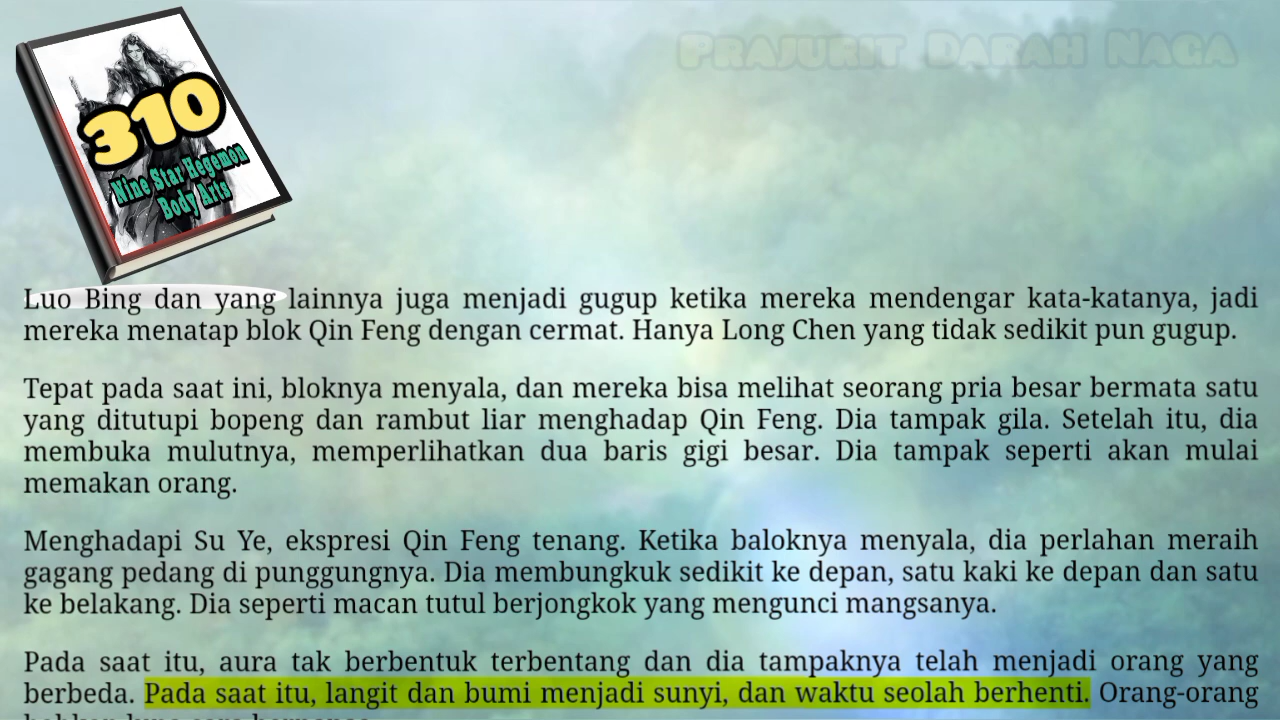 Prajurit Darah Naga
310
Nine Star Hegemon
Body Arts
Luo Bing dan yang lainnya juga menjadi gugup ketika mereka mendengar kata-katanya, jadi
mereka menatap blok Qin Feng dengan cermat. Hanya Long Chen yang tidak sedikit pun gugup.
Tepat pada saat ini, bloknya menyala, dan mereka bisa melihat seorang pria besar bermata satu
yang ditutupi bopeng dan rambut liar menghadap Qin Feng. Dia tampak gila. Setelah itu, dia
membuka mulutnya, memperlihatkan dua baris gigi besar. Dia tampak seperti akan mulai
memakan orang.
Menghadapi Su Ye, ekspresi Qin Feng tenang. Ketika baloknya menyala, dia perlahan meraih
gagang pedang di punggungnya. Dia membungkuk sedikit ke depan, satu kaki ke depan dan satu
ke belakang. Dia seperti macan tutul berjongkok yang mengunci mangsanya.
Pada saat itu, aura tak berbentuk terbentang dan dia tampaknya telah menjadi orang yang
berbeda. Pada saat itu, langit dan bumi menjadi sunyi, dan waktu seolah berhenti. Orang-orang